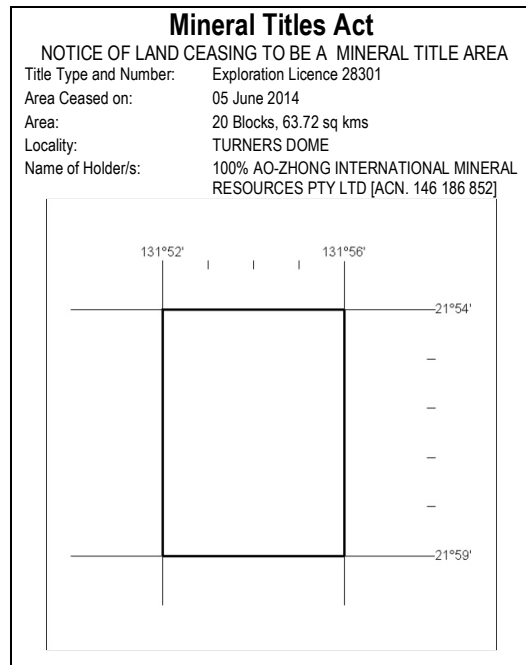 Mineral Titles Act
NOTICE OF LAND CEASING TO BE A MINERAL TITLE AREA
Title Type and Number: Exploration Licence 28301
Area Ceased on: 05 June 2014
Area: 20 Blocks, 63.72 sq kms
Locality: TURNERS DOME
Name of Holder/s: 100% AO-ZHONG INTERNATIONAL MINERAL
RESOURCES PTY LTD [ACN. 146 186 852]
131°52' 131°56'
21°54'
21°59'